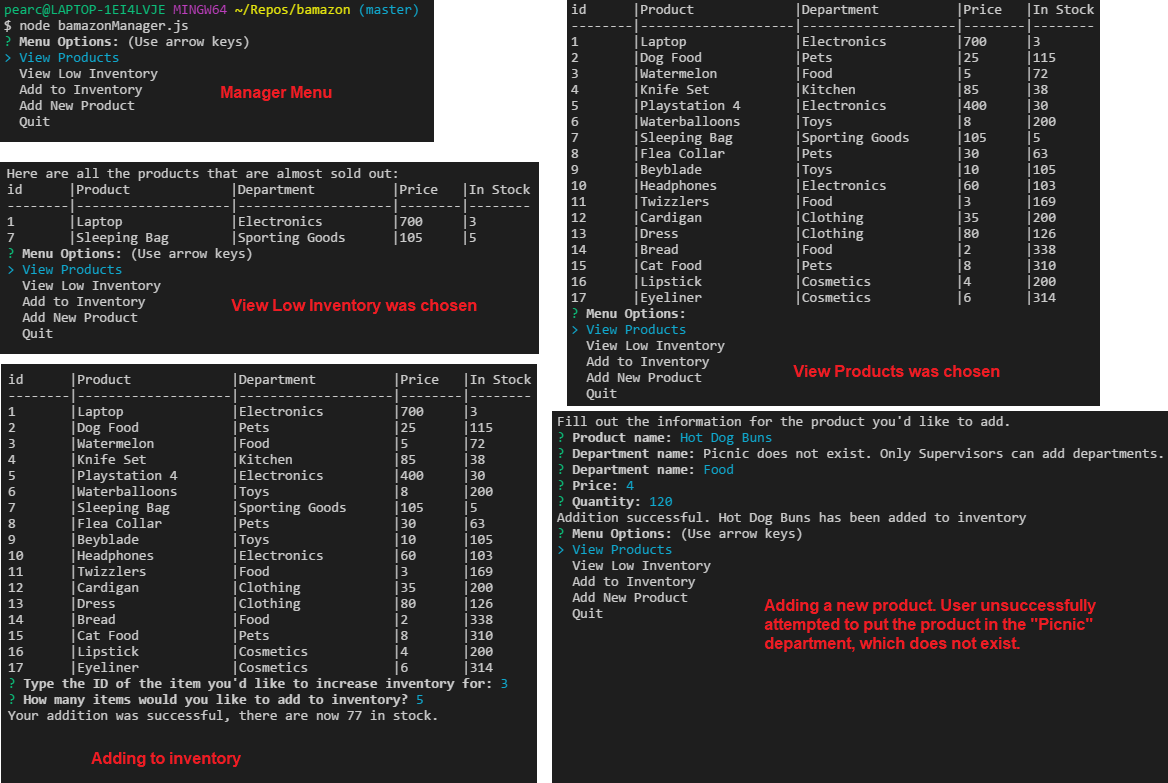 pearc@LAPTOP-1EI4LVJE MINGW64 ~/Repos/bamazon (master)
$ node bamazonManager.js
? Menu Options: (Use arrow keys)
> View Products
View Low Inventory
Add to Inventory
Add New Product
Quit
Manager Menu
Here are all the products that are almost sold out:
id |Product |Department |Price |In Stock
--------|--------------------|--------------------|--------|--------
1 |Laptop |Electronics |700 |3
7 |Sleeping Bag |Sporting Goods |105 |5
? Menu Options: (Use arrow keys)
> View Products
View Low Inventory
Add to Inventory
Add New Product
Quit
View Low Inventory was chosen
id |Product |Department |Price |In Stock
--------|--------------------|--------------------|--------|--------
1 |Laptop |Electronics |700 |3
2 |Dog Food |Pets |25 |115
3 |Watermelon |Food |5 |72
4 |Knife Set |Kitchen |85 |38
5 |Playstation 4 |Electronics |400 |30
6 |Waterballoons |Toys |8 |200
7 |Sleeping Bag |Sporting Goods |105 |5
8 |Flea Collar |Pets |30 |63
9 |Beyblade |Toys |10 |105
10 |Headphones |Electronics |60 |103
11 |Twizzlers |Food |3 |169
12 |Cardigan |Clothing |35 |200
13 |Dress |Clothing |80 |126
14 |Bread |Food |2 |338
15 |Cat Food |Pets |8 |310
16 |Lipstick |Cosmetics |4 |200
17 |Eyeliner |Cosmetics |6 |314
? Type the ID of the item you'd like to increase inventory for: 3
? How many items would you like to add to inventory? 5
Your addition was successful, there are now 77 in stock.
Adding to inventory
id |Product |Department |Price |In Stock
--------|--------------------|--------------------|--------|--------
1 |Laptop |Electronics |700 |3
2 |Dog Food |Pets |25 |115
3 |Watermelon |Food |5 |72
4 |Knife Set |Kitchen |85 |38
5 |Playstation 4 |Electronics |400 |30
6 |Waterballoons |Toys |8 |200
7 |Sleeping Bag |Sporting Goods |105 |5
8 |Flea Collar |Pets |30 |63
9 |Beyblade |Toys |10 |105
10 |Headphones |Electronics |60 |103
11 |Twizzlers |Food |3 |169
12 |Cardigan |Clothing |35 |200
13 |Dress |Clothing |80 |126
14 |Bread |Food |2 |338
15 |Cat Food |Pets |8 |310
16 |Lipstick |Cosmetics |4 |200
17 |Eyeliner |Cosmetics |6 |314
? Menu Options:
> View Products
View Low Inventory
Add to Inventory
Add New Product
Quit
View Products was chosen
Fill out the information for the product you'd like to add.
? Product name: Hot Dog Buns
? Department name: Picnic does not exist. Only Supervisors can add departments.
? Department name: Food
? Price: 4
? Quantity: 120
Addition successful. Hot Dog Buns has been added to inventory
? Menu Options: (Use arrow keys)
> View Products
View Low Inventory
Add to Inventory
Add New Product
Quit
Adding a new product. User unsuccessfully
attempted to put the product in the "Picnic"
department, which does not exist.